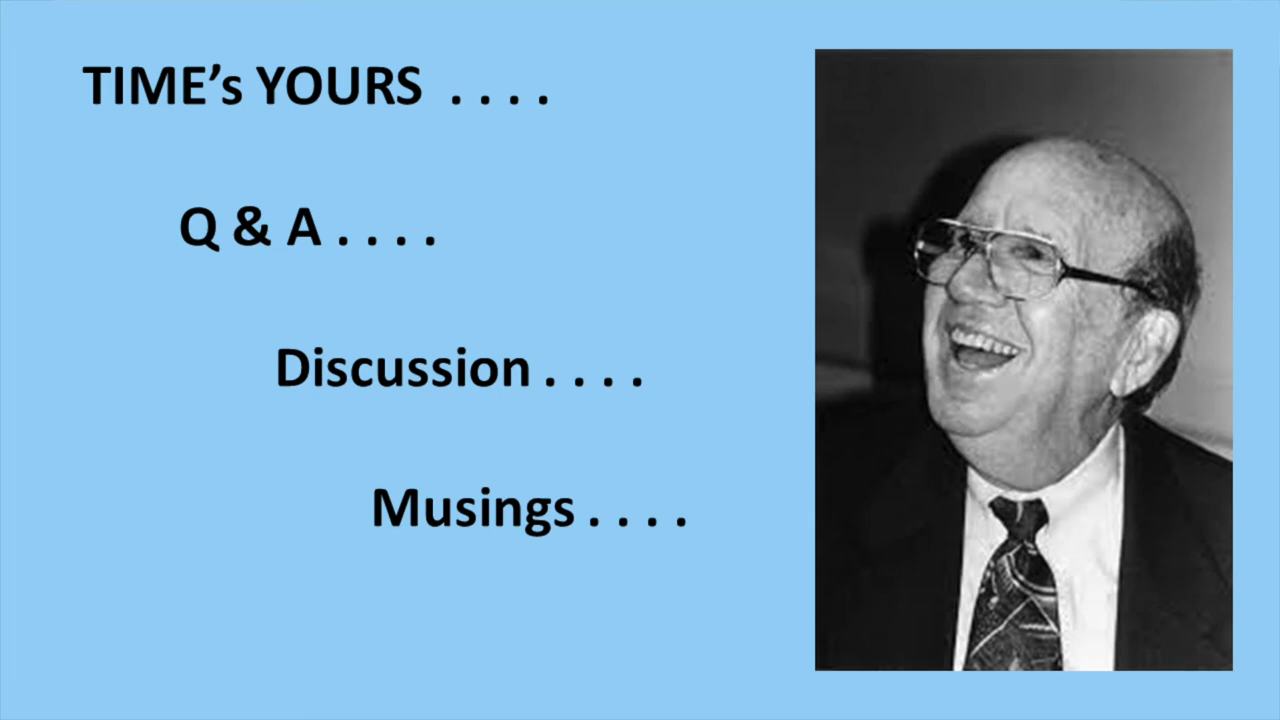 TIME’s YOURS . . . .
Q & A . . . .
Discussion . . . .
Musings . . . .